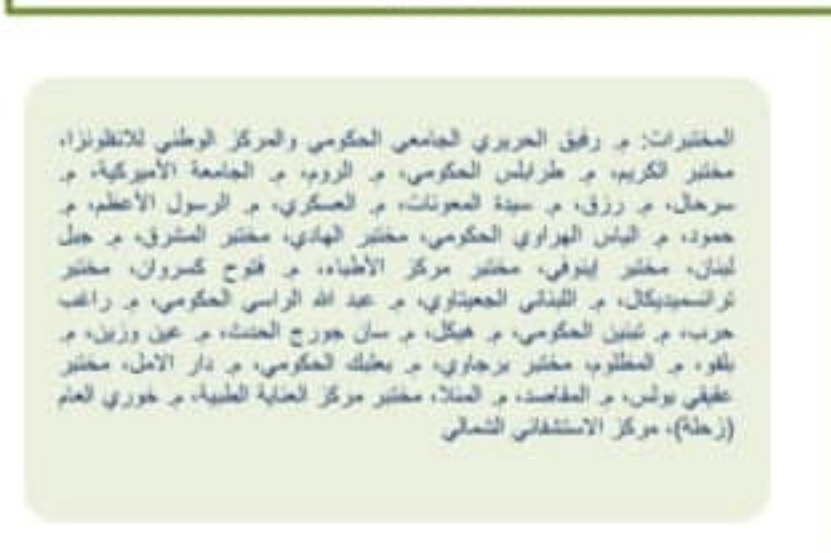 المختبرات: م. رفيق الحريري الجامعي الحكومي والمركز الوطني للانفلونزا،
مختبر الكريم، م. طرابلس الحكومي، م. الروم، م. الجامعة الأميركية، م.
سرحال، م. رزق، م. سيدة المعونات، م. العسكري، م. الرسول الأعظم، م.
حمود، م. الياس الهراوي الحكومي، مختبر الهادي، مختبر المشرق، م. جبل
لبنان، مختبر إينوفي، مختبر مركز الأطباء، م. فتوح كسروان، مختبر
ترانسميديكال، م. اللبناني الجعيتاوي، م. عبد الله الراسي الحكومي، م. راغب
حرب، م. تبنين الحكومي، م. هيكل، م. سان جورج الحدث، م. عين وزين، م.
بلفو، م. المظلوم، مختبر برجاوي، م. بعلبك الحكومي، م. دار الامل، مختبر
عفيفي بولس، م. المقاصد، م. المنلا، مختبر مركز العناية الطبية، م. خوري العام
(زحلة)، مركز الاستشفائي الشمالي